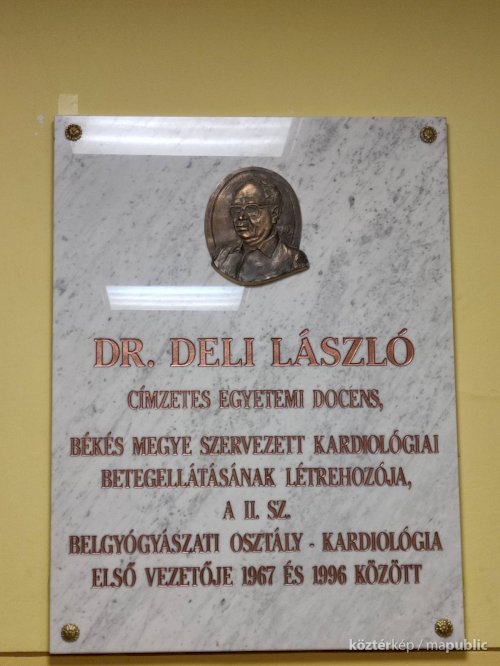 DR. DELI LÁSZLÓ
CÍMZETES EGYETEMI DOCENS,
BÉKÉS MEGYE SZERVEZETT KARDIOLÓGIAI
BETEGELLÁTÁSÁNAK LÉTREHOZÓJA,
A II. SZ.
BELGYÓGYÁSZATI OSZTÁLY - KARDIOLÓGIA
ELSŐ VEZETŐJE 1967 ÉS 1996 KÖZÖTT
köztérkép / mapublic